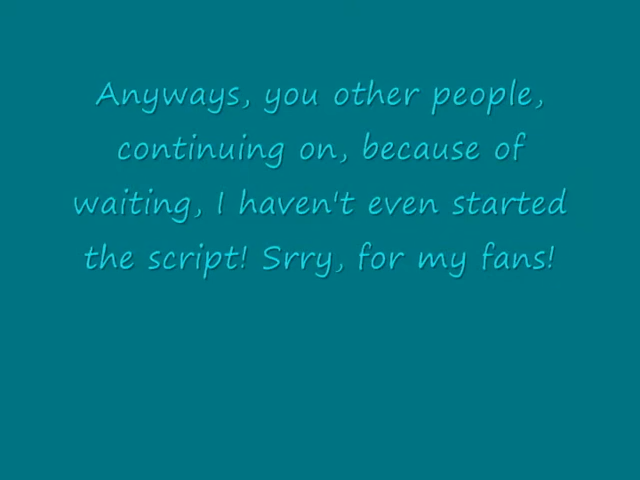 Anyways, you other people,
continuing on, because of
waiting, I haven't even started
the script! Srry, for my fans!